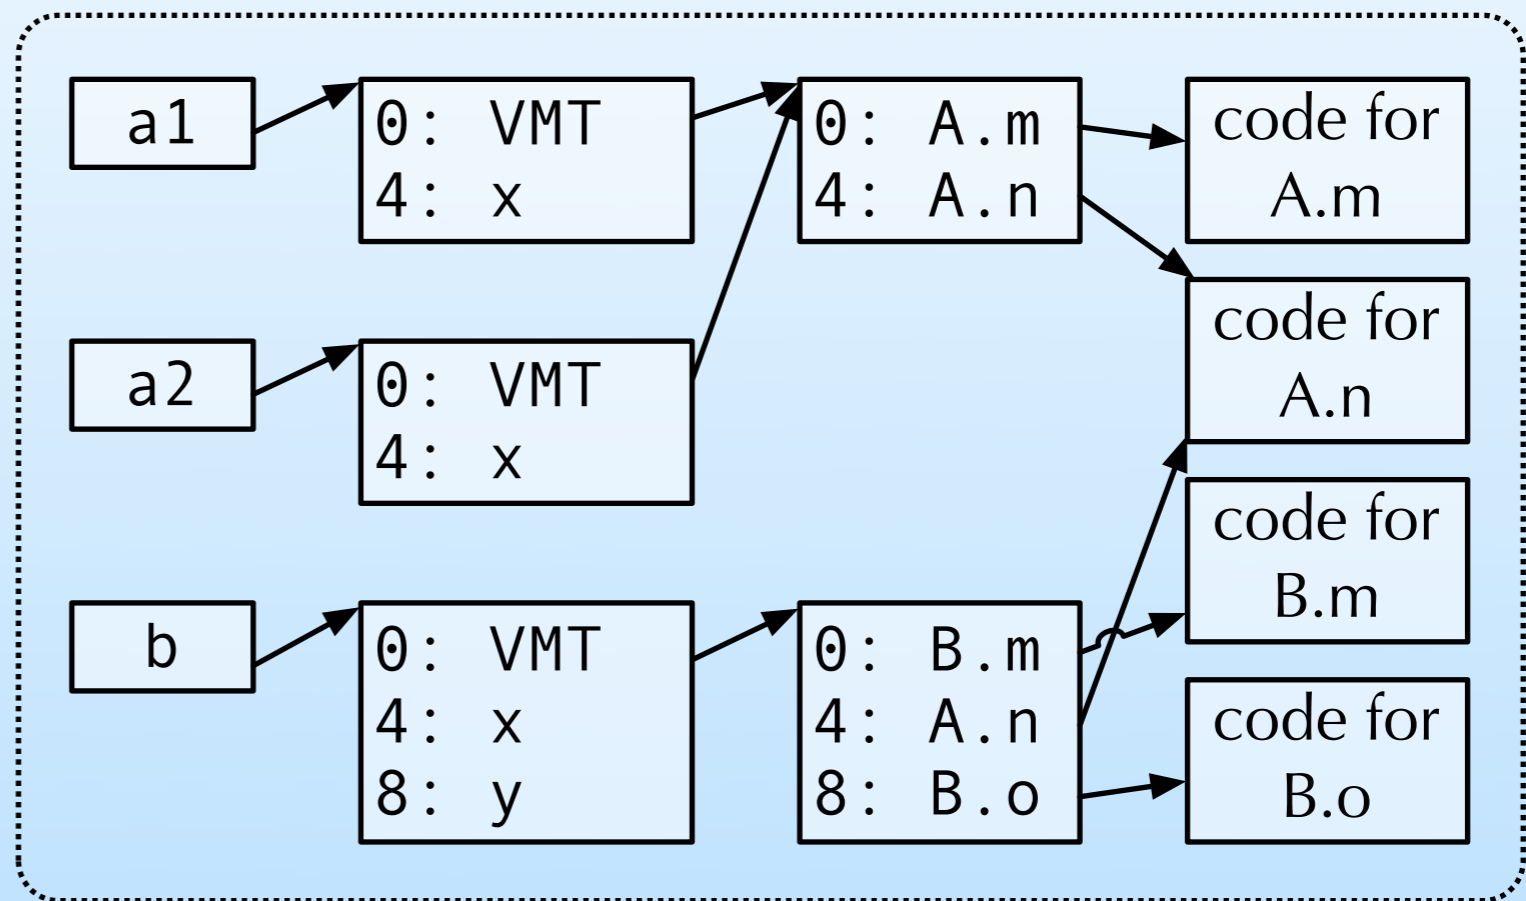 a1
0: VMT
4: x
0: A.m
4: A.n
code for
A.m
code for
A.n
a2
0: VMT
4: x
code for
B.m
b
0: VMT
4: x
8: y
0: B.m
4: A.n
8: B.o
code for
B.o